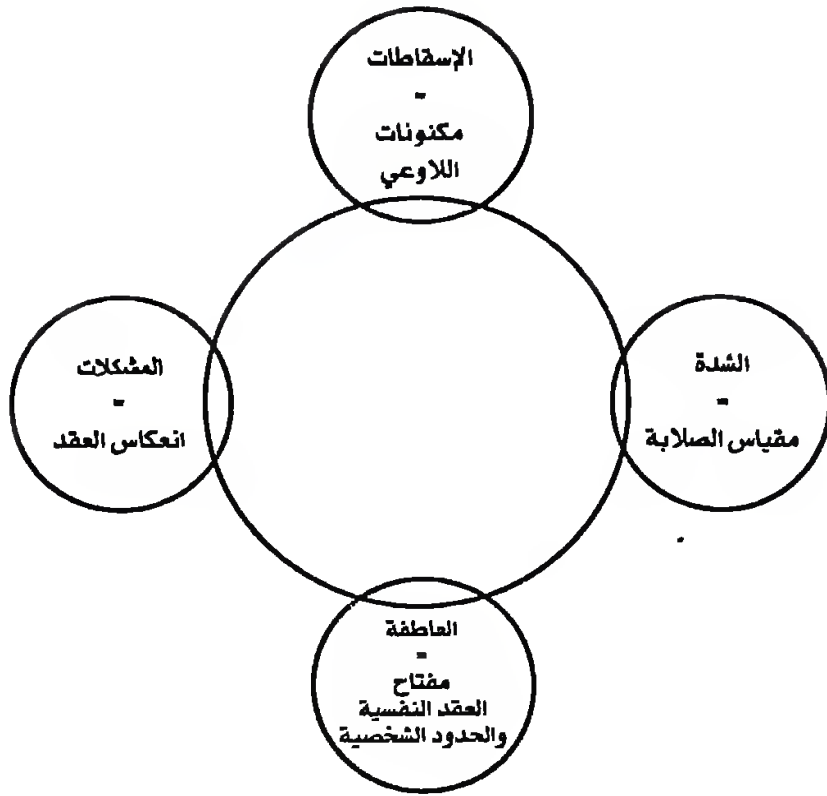 الإسقاطات
=
مكنونات
اللاوعي
الشدة
=
مقياس الصلابة
المشكلات
=
انعكاس العقد
العاطفة
=
مفتاح
العقد النفسية
والحدود الشخصية